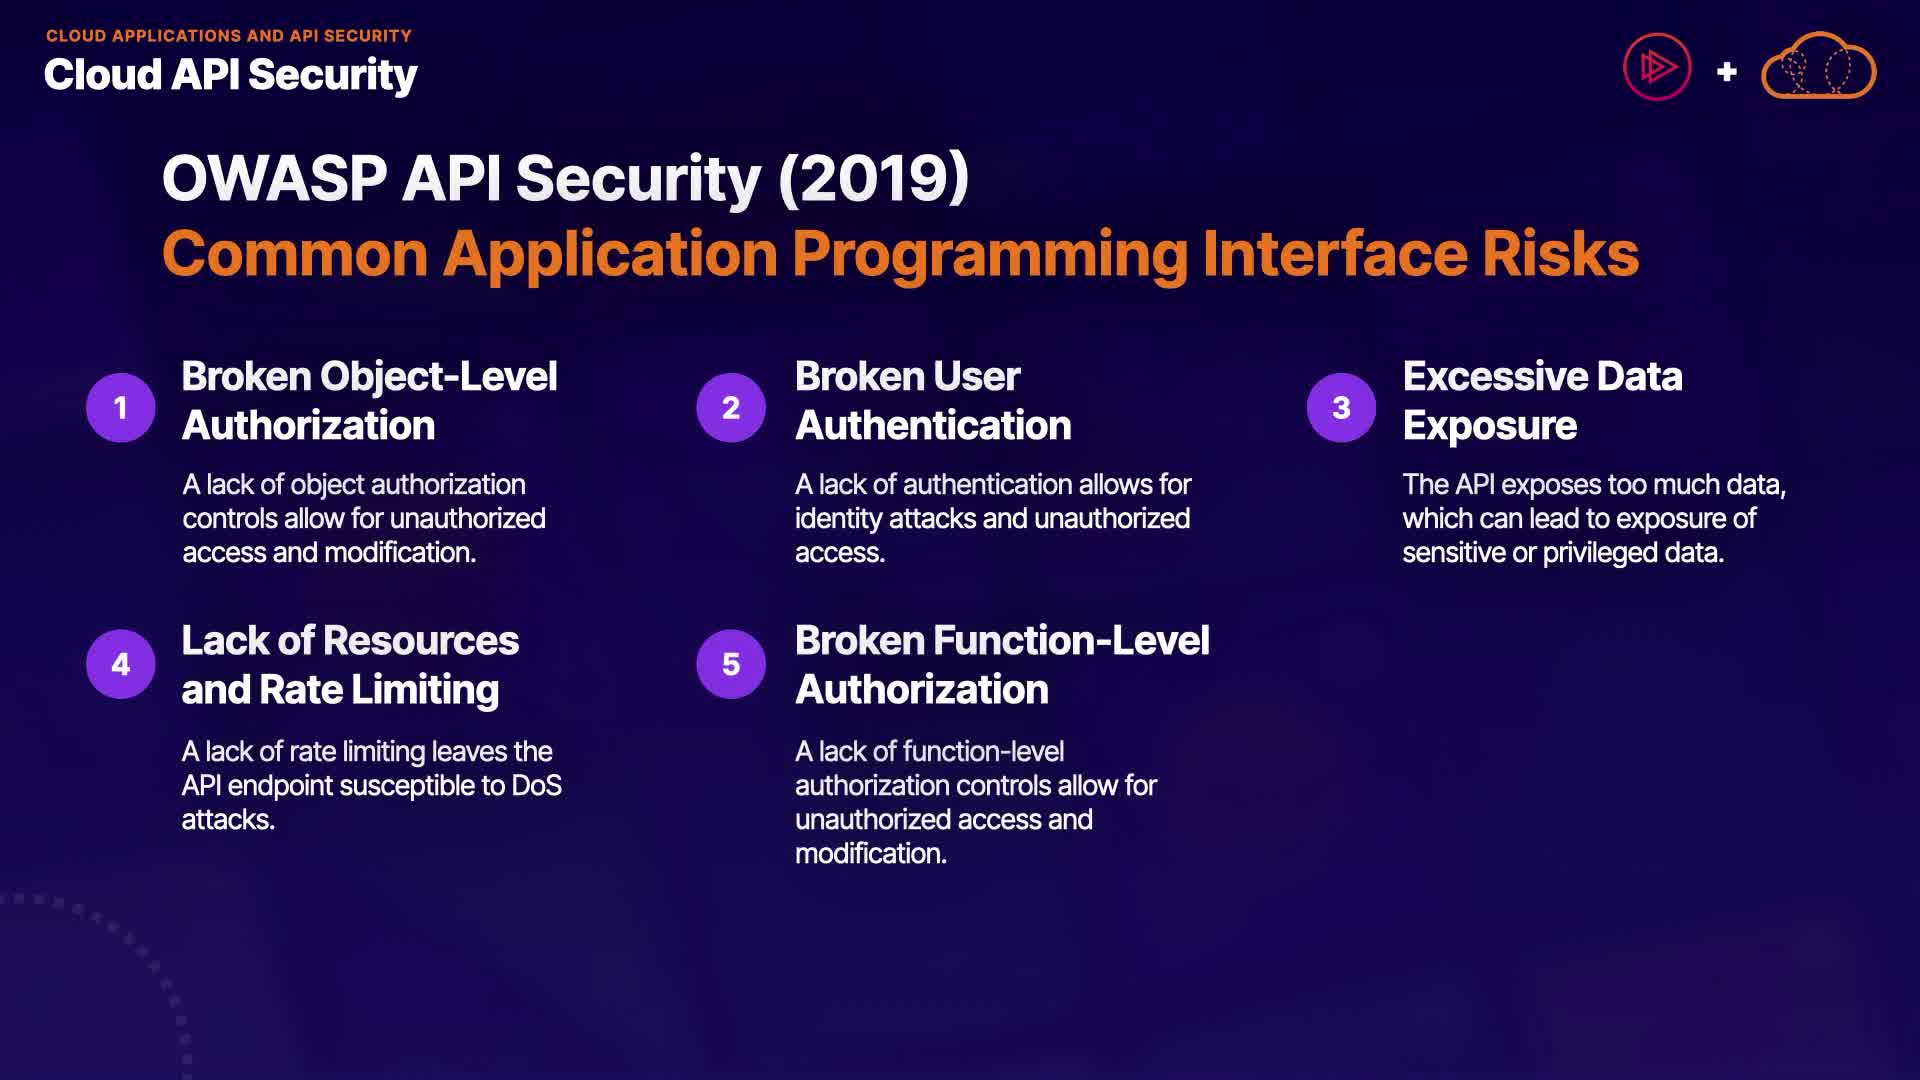 CLOUD APPLICATIONS AND API SECURITY
Cloud API Security
+
OWASP API Security (2019)
Common Application Programming Interface Risks
1
Broken Object-Level
Authorization
A lack of object authorization
controls allow for unauthorized
access and modification.
2
Broken User
Authentication
A lack of authentication allows for
identity attacks and unauthorized
access.
3
Excessive Data
Exposure
The API exposes too much data,
which can lead to exposure of
sensitive or privileged data.
4
Lack of Resources
and Rate Limiting
A lack of rate limiting leaves the
API endpoint susceptible to DoS
attacks.
5
Broken Function-Level
Authorization
A lack of function-level
authorization controls allow for
unauthorized access and
modification.